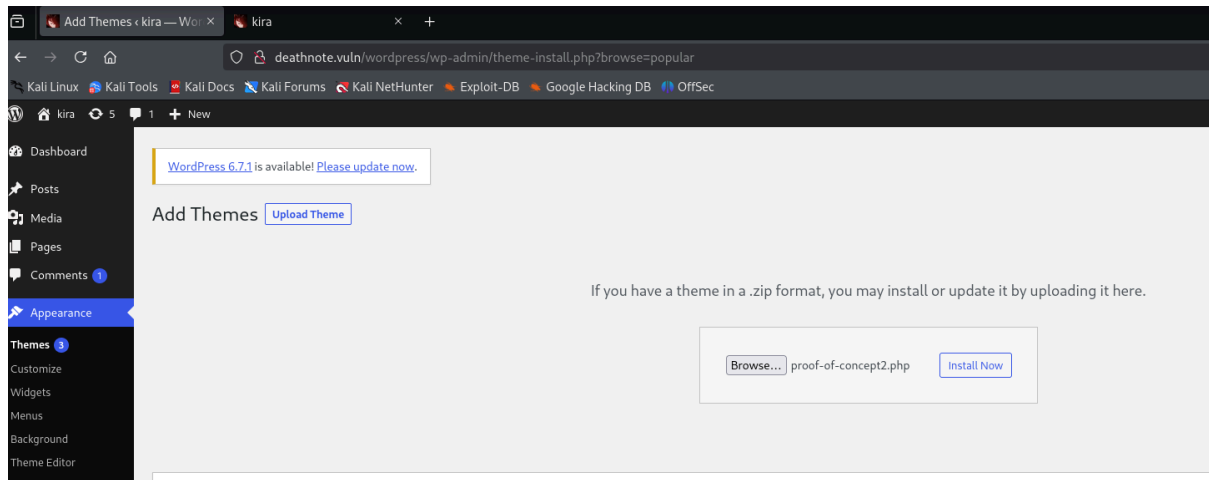 Add Themes ‹ kira — Wor
kira
deathnote.vuln/wordpress/wp-admin/theme-install.php?browse=popular
Kali Linux Kali Tools Kali Docs Kali Forums Kali NetHunter Exploit-DB Google Hacking DB OffSec
kira 5 1 + New
Dashboard
WordPress 6.7.1 is available! Please update now.
Posts
Add Themes Upload Theme
Media
Pages
Comments 1
If you have a theme in a .zip format, you may install or update it by uploading it here.
Appearance
Themes 3
Browse... proof-of-concept2.php Install Now
Customize
Widgets
Menus
Background
Theme Editor